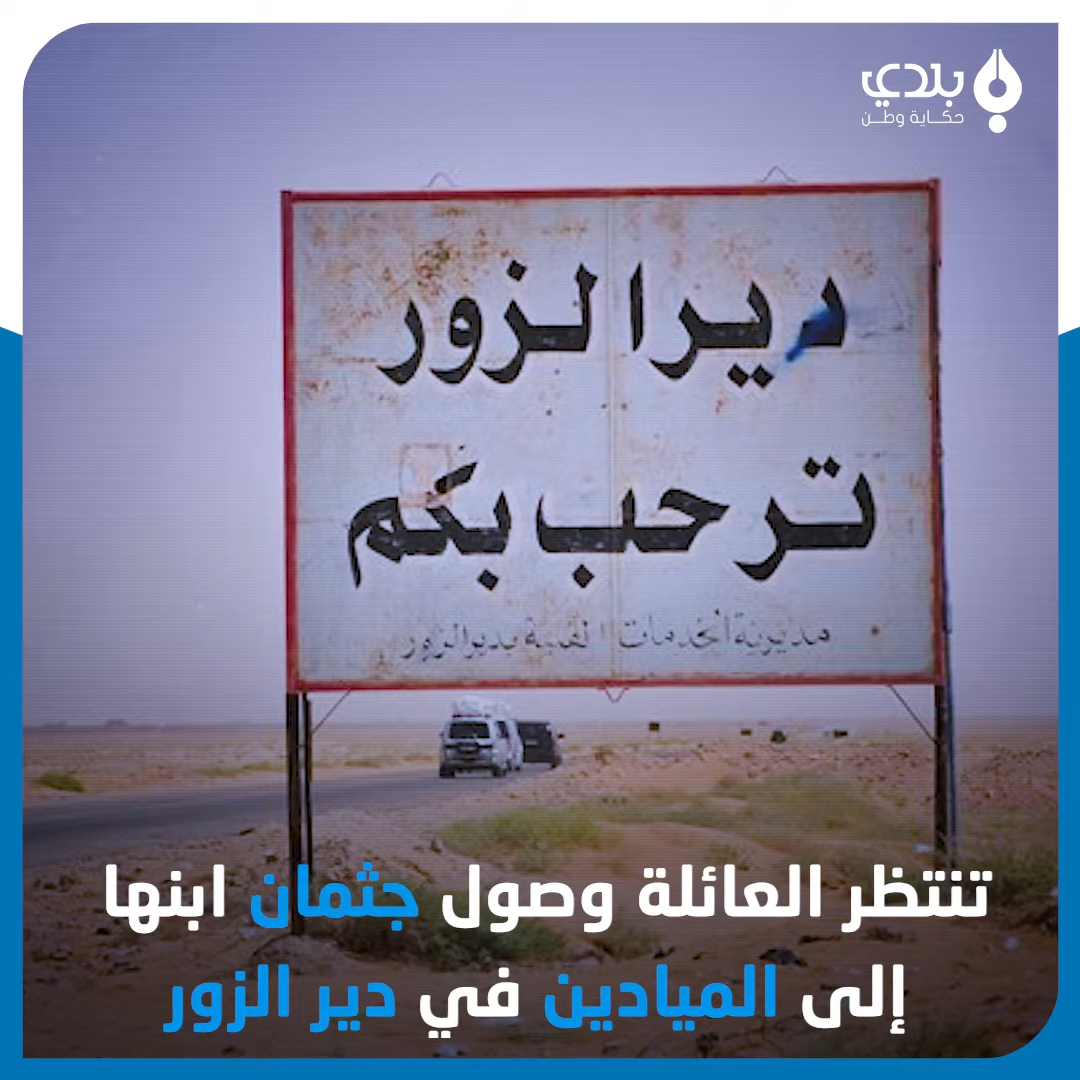 بلدي
حكاية وطن
دير الزور
ترحب بكم
مديرية الخدمات الفنية بدير الزور
تنتظر العائلة وصول جثمان ابنها
إلى الميادين في دير الزور